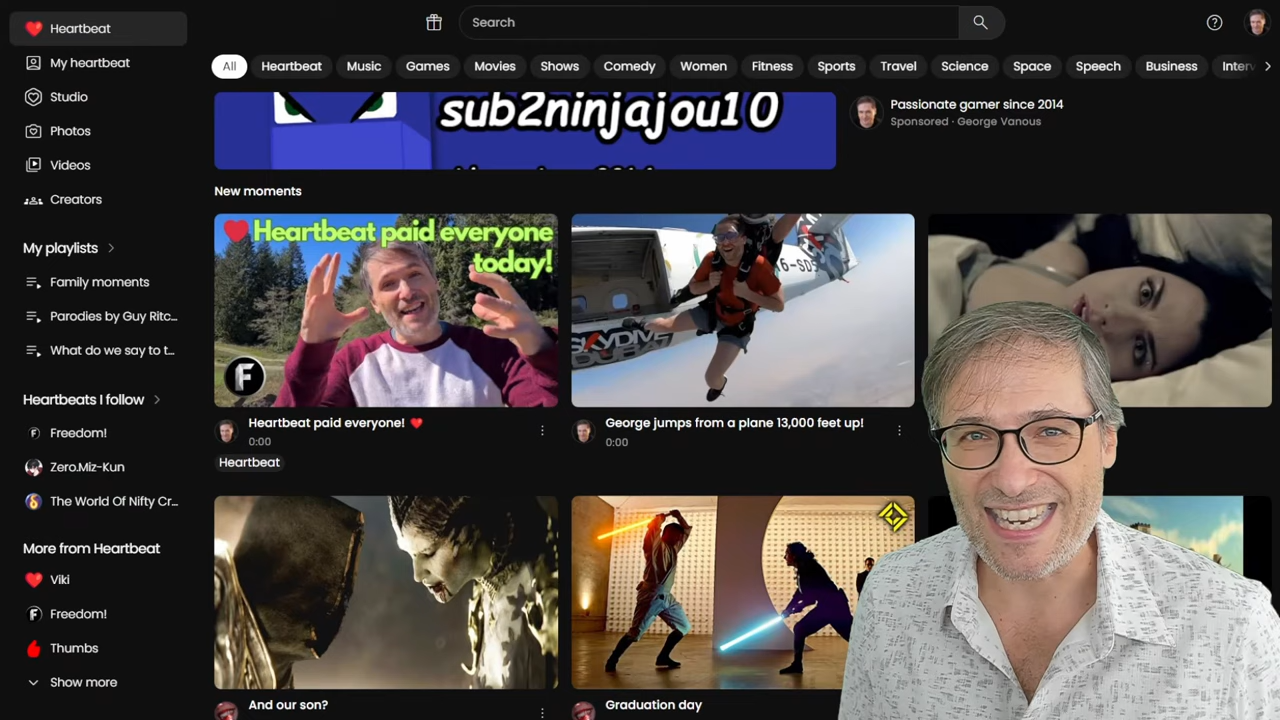 Heartbeat
Search
My heartbeat
Studio
Photos
Videos
Creators
My playlists
Family moments
Parodies by Guy Ritc...
What do we say to t...
Heartbeats I follow
Freedom!
Zero.Miz-Kun
The World Of Nifty Cr...
More from Heartbeat
Viki
Freedom!
Thumbs
Show more
All Heartbeat Music Games Movies Shows Comedy Women Fitness Sports Travel Science Space Speech Business
sub2ninjajou10
Passionate gamer since 2014
Sponsored · George Vanous
New moments
Heartbeat paid everyone
today!
F
SKYDIVE
DUBA
Heartbeat paid everyone! ❤️
0:00
Heartbeat
George jumps from a plane 13,000 feet up!
0:00
And our son?
Graduation day